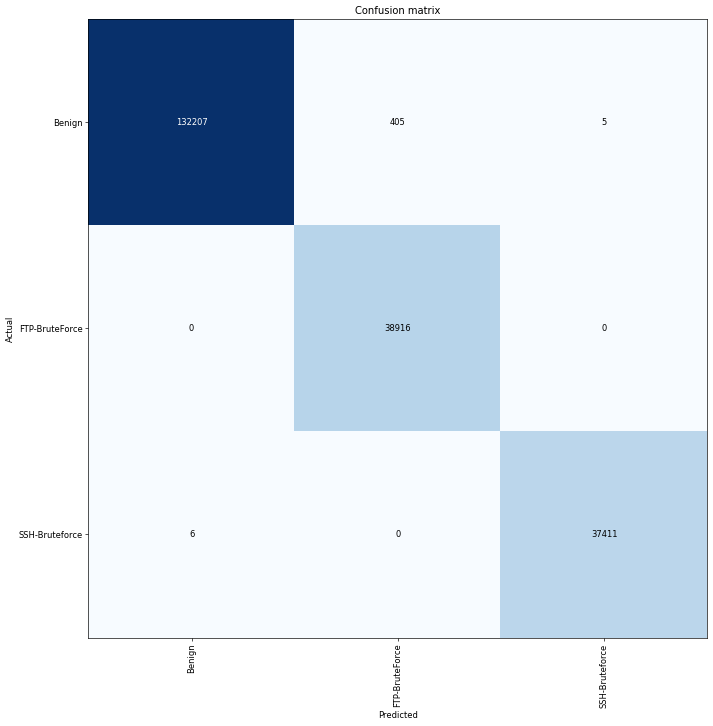 Confusion matrix
Benign
132207
405
5
FTP-BruteForce
0
38916
0
Actual
SSH-Bruteforce
6
0
37411
Benign
FTP-BruteForce
SSH-Bruteforce
Predicted